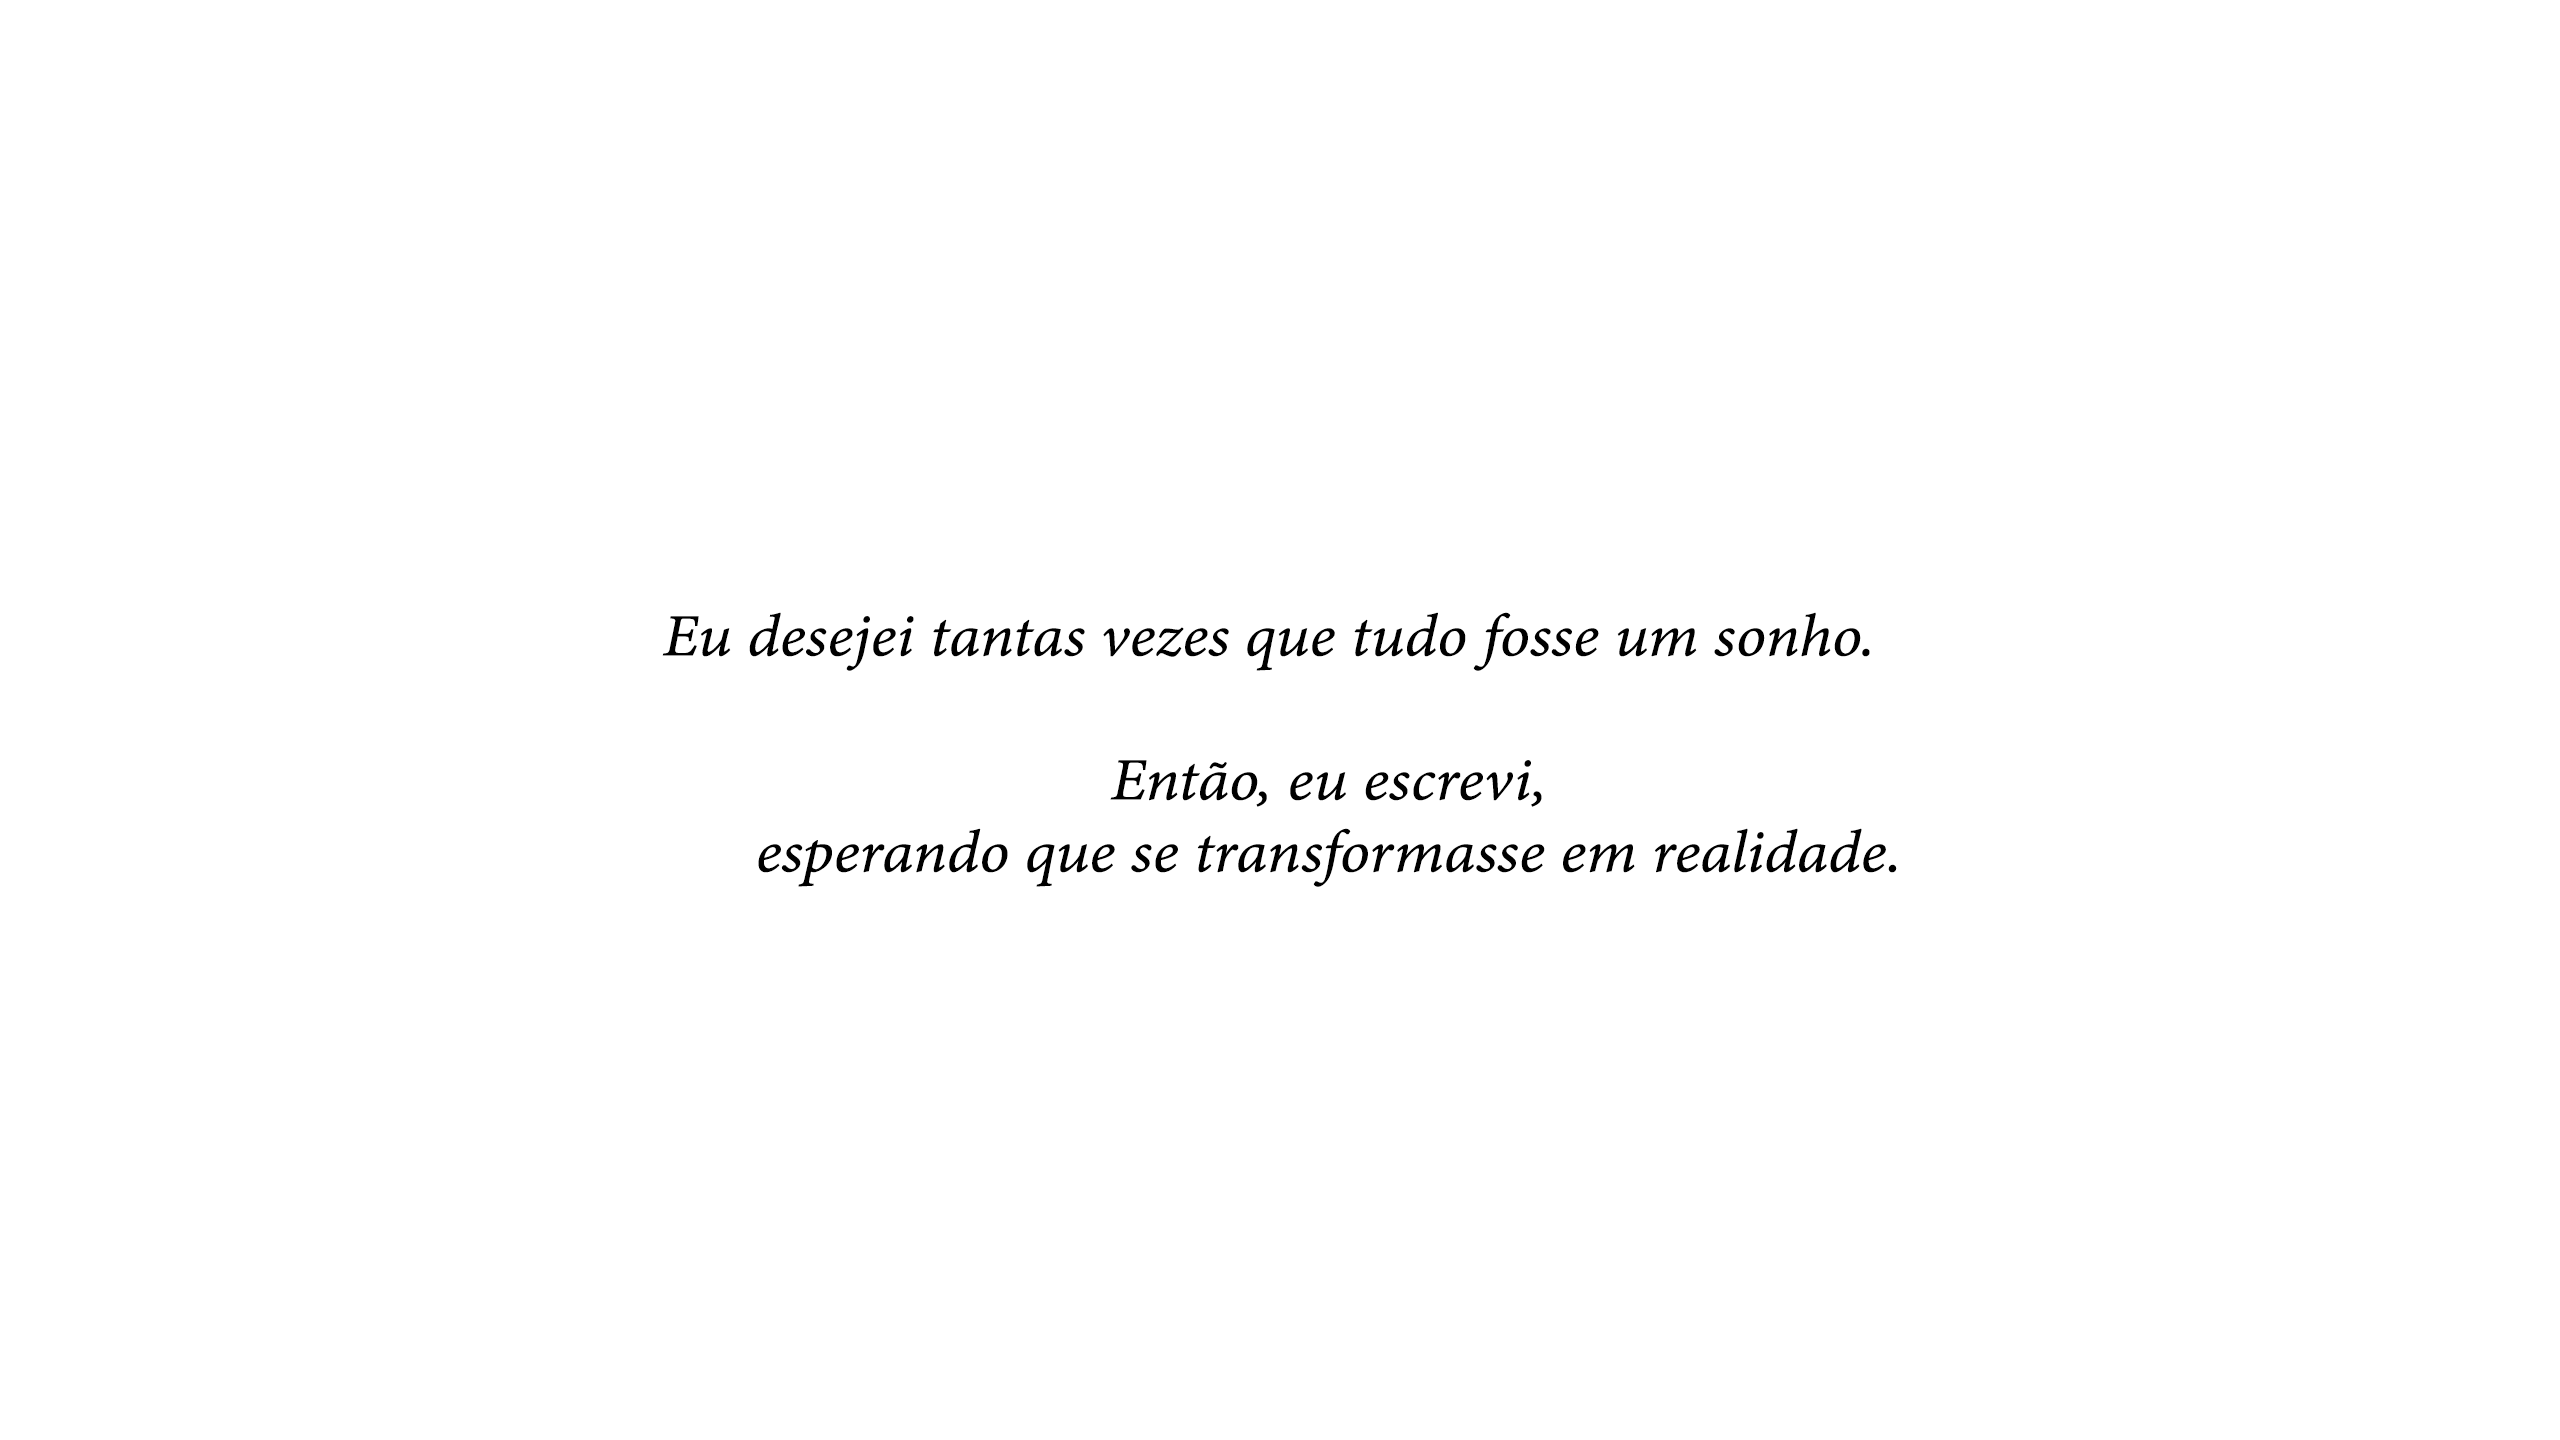 Eu desejei tantas vezes que tudo fosse um sonho.
Então, eu escrevi,
esperando que se transformasse em realidade.